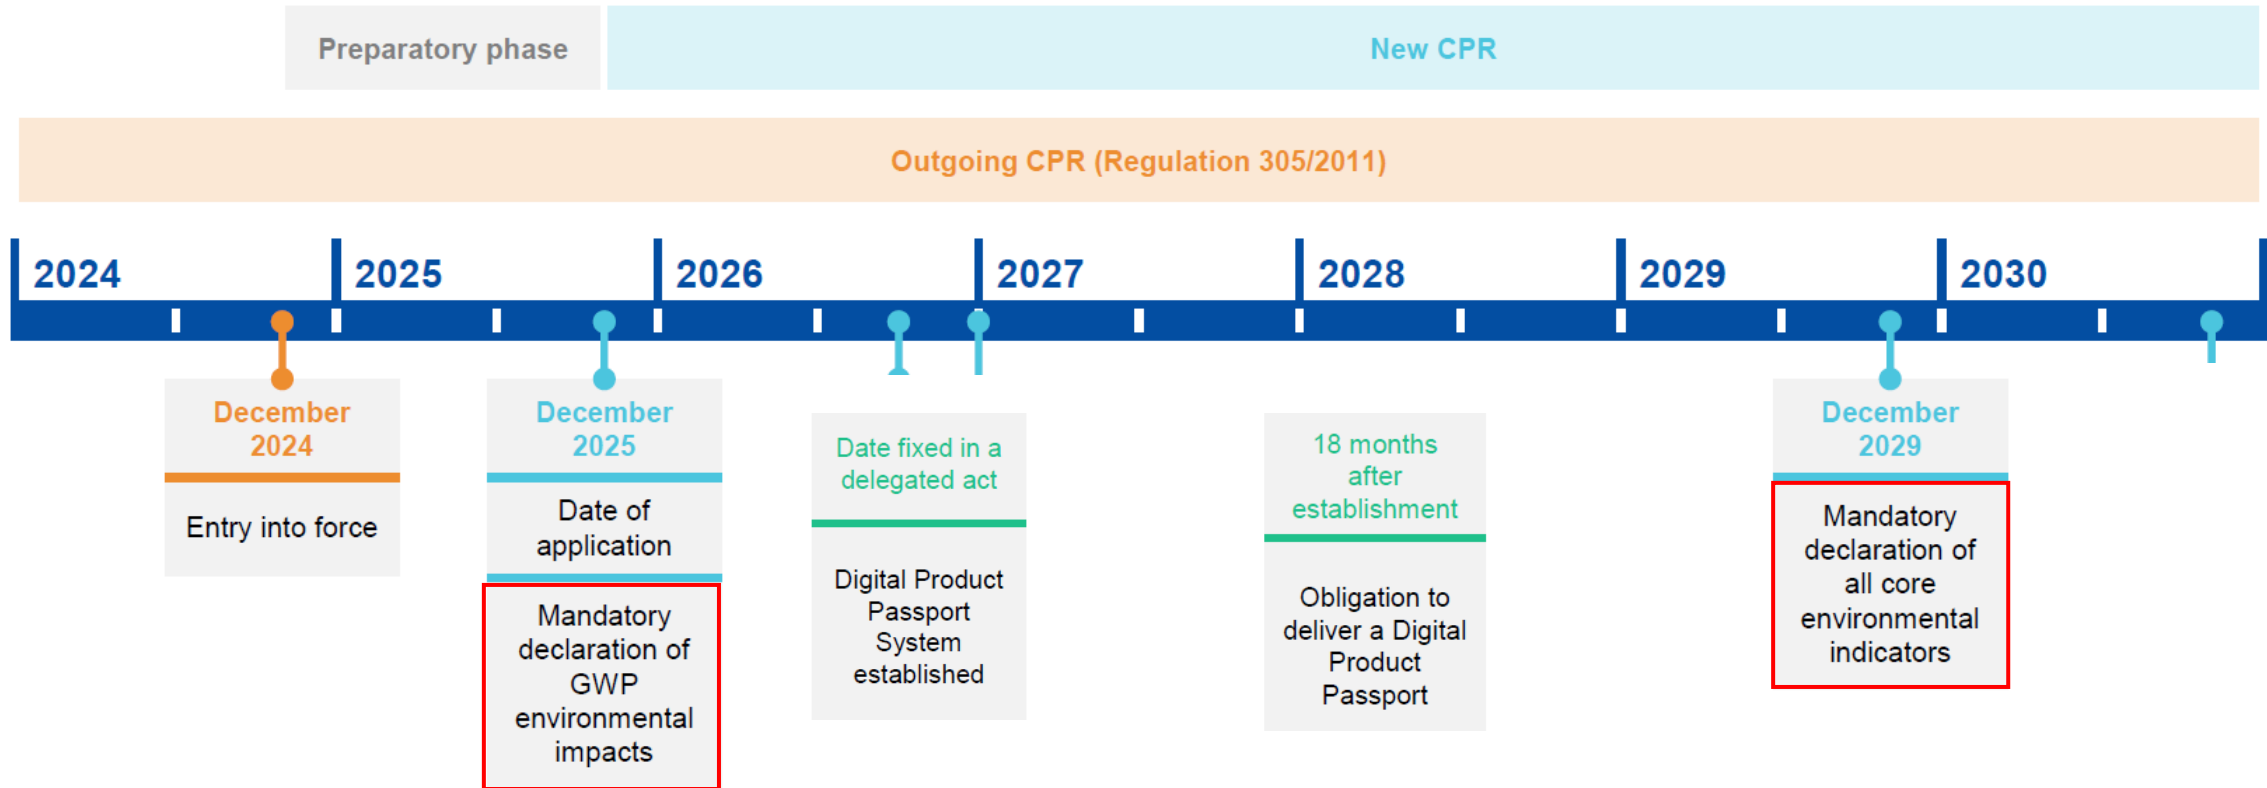 Preparatory phase
New CPR
Outgoing CPR (Regulation 305/2011)
2024
2025
2026
2027
2028
2029
2030
December
2024
Entry into force
December
2025
Date of
application
Mandatory
declaration of
GWP
environmental
impacts
Date fixed in a
delegated act
Digital Product
Passport
System
established
18 months
after
establishment
Obligation to
deliver a Digital
Product
Passport
December
2029
Mandatory
declaration of
all core
environmental
indicators